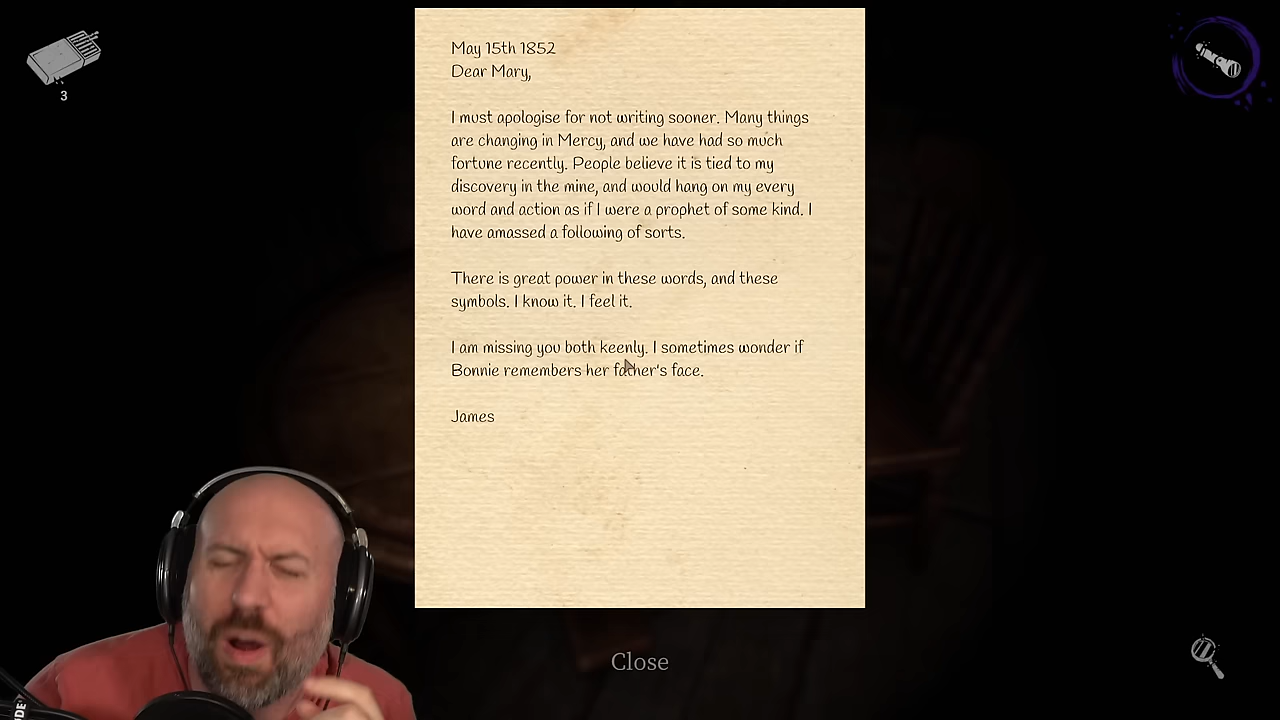 3
May 15th 1852
Dear Mary,
I must apologise for not writing sooner. Many things
are changing in Mercy, and we have had so much
fortune recently. People believe it is tied to my
discovery in the mine, and would hang on my every
word and action as if I were a prophet of some kind. I
have amassed a following of sorts.
There is great power in these words, and these
symbols. I know it. I feel it.
I am missing you both keenly. I sometimes wonder if
Bonnie remembers her father's face.
James
Close